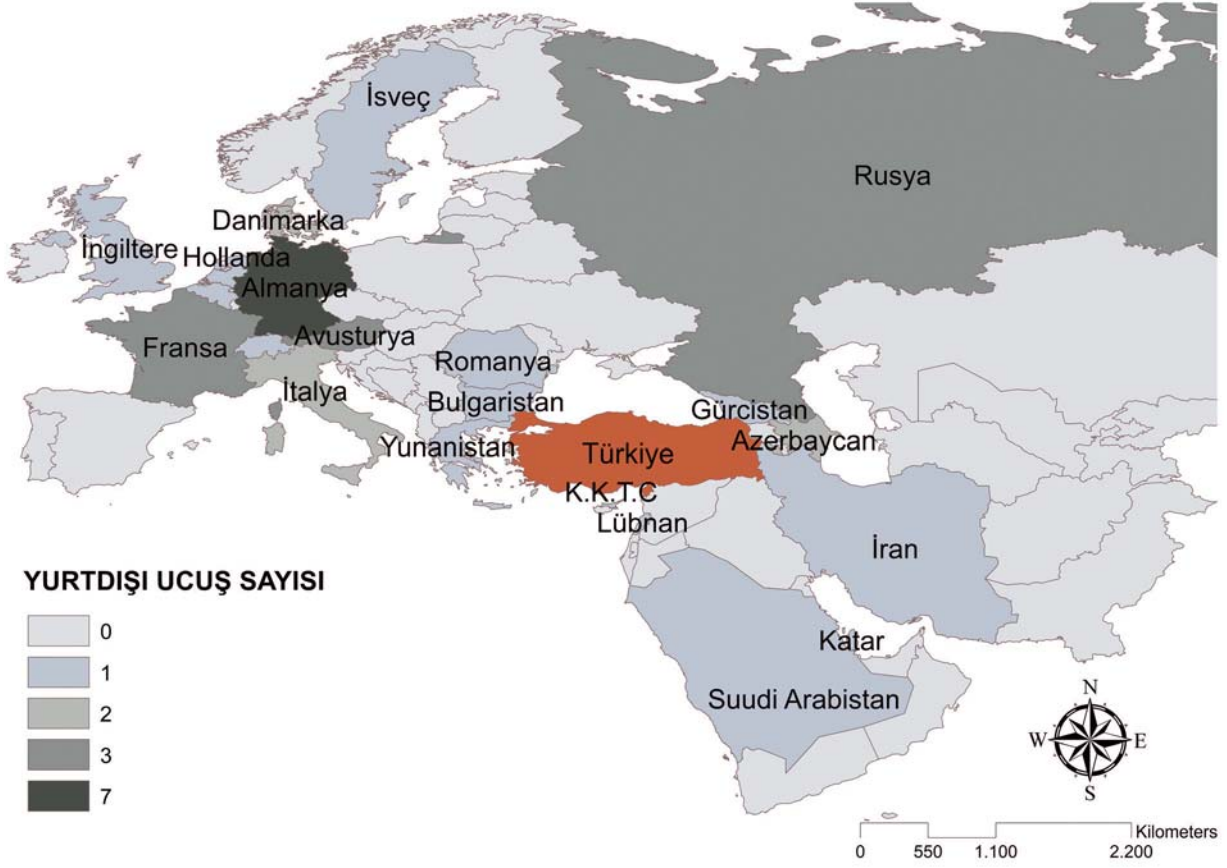 İsveç
Rusya
Danimarka
İngiltere
Hollanda
Almanya
Avusturya
Fransa
Romanya
İtalya
Bulgaristan
Gürcistan
Yunanistan
Türkiye
Azerbaycan
K.K.T.C
Lübnan
İran
YURTDIŞI UCUŞ SAYISI
0
1
2
3
7
Katar
Suudi Arabistan
N
W
E
S
Kilometers
0 550 1.100 2.200